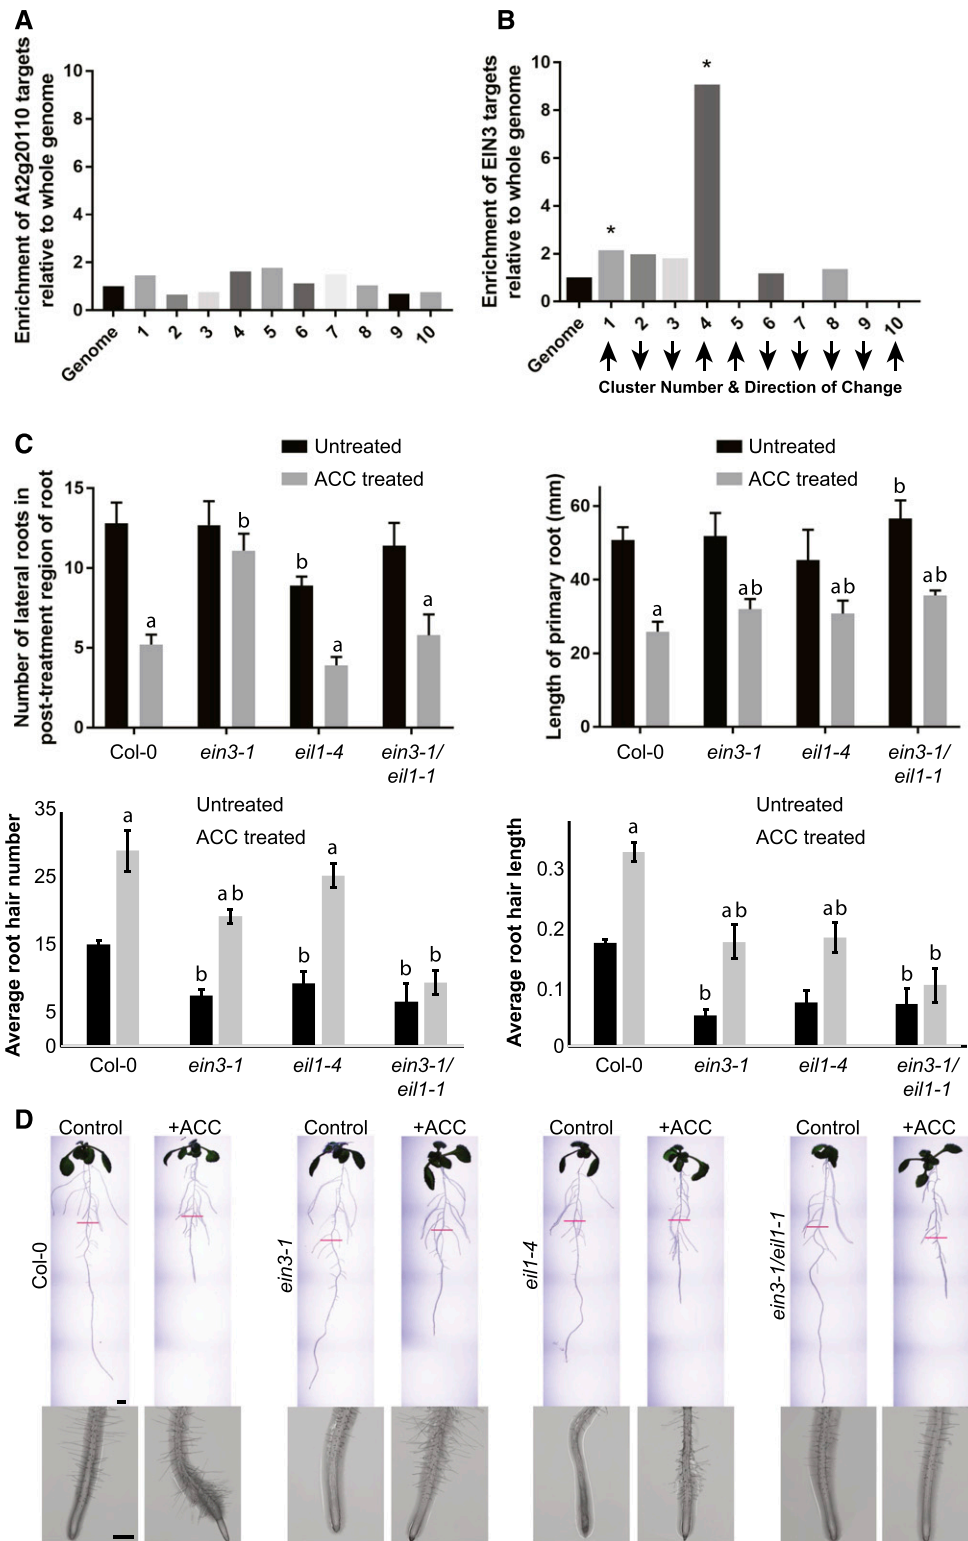 A
Enrichment of At2g20110 targets
relative to whole genome
10
8
6
4
2
0
Genome 1 2 3 4 5 6 7 8 9 10
B
Enrichment of EIN3 targets
relative to whole genome
10
8
6
4
2
0
*
*
Genome 1 2 3 4 5 6 7 8 9 10
Cluster Number & Direction of Change
C
Untreated
ACC treated
Number of lateral roots in
post-treatment region of root
15
10
5
0
a
b
b
a
a
Col-0 ein3-1 eil1-4 ein3-1/
eil1-1
Untreated
ACC treated
Length of primary root (mm)
60
40
20
0
a
ab
ab
b
ab
Col-0 ein3-1 eil1-4 ein3-1/
eil1-1
Untreated
ACC treated
Average root hair number
35
25
15
5
0
a
b
ab
b
a
b
b
Col-0 ein3-1 eil1-4 ein3-1/
eil1-1
Untreated
ACC treated
Average root hair length
0.3
0.2
0.1
0
a
b
ab
ab
b
b
Col-0 ein3-1 eil1-4 ein3-1/
eil1-1
D
Control +ACC Control +ACC Control +ACC Control +ACC
Col-0
ein3-1
eil1-4
ein3-1/eil1-1